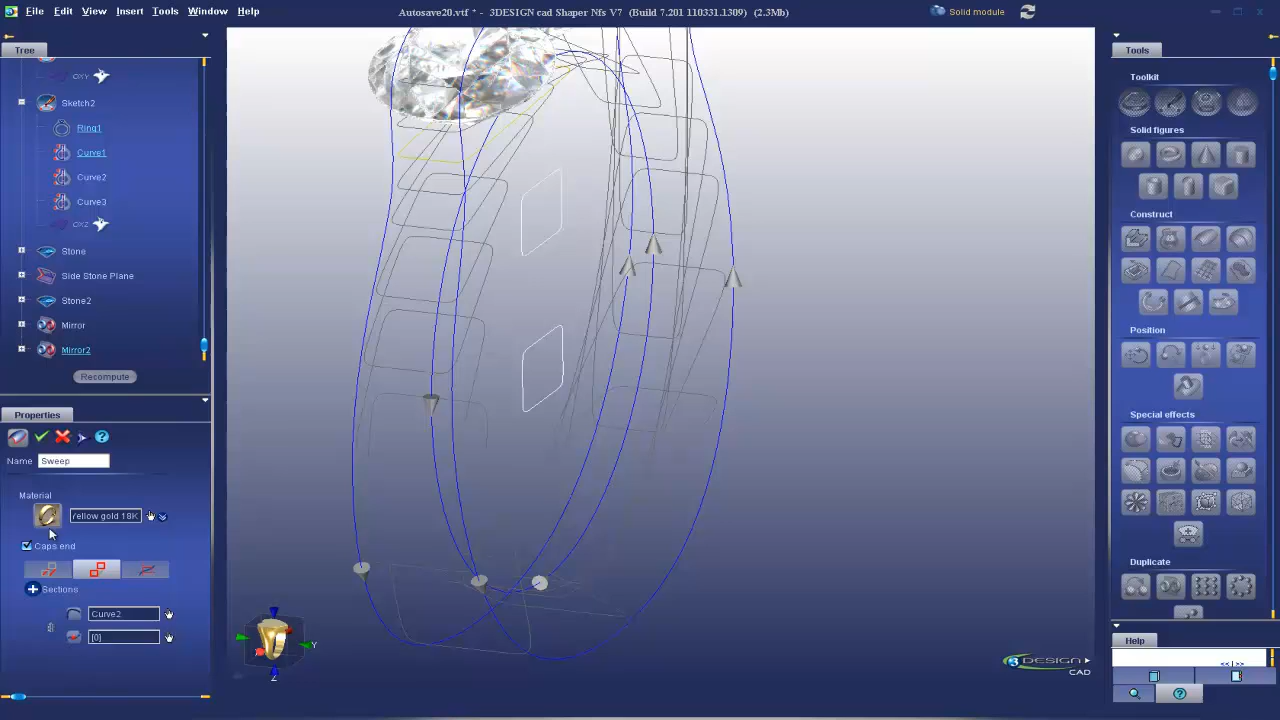 File Edit View Insert Tools Window Help
Autosave20.vtf * - 3DESIGN cad Shaper Nfs V7 (Build 7.201 110331.1309) (2.3Mb)
Solid module
Tree
OXY
Sketch2
Ring1
Curve1
Curve2
Curve3
OXZ
Stone
Side Stone Plane
Stone2
Mirror
Mirror2
Recompute
Properties
Name Sweep
Material
Yellow gold 18K
Caps end
Sections
Curve2
[0]
Y
Z
3DESIGN
CAD
Tools
Toolkit
Solid figures
Construct
Position
Special effects
Duplicate
Help